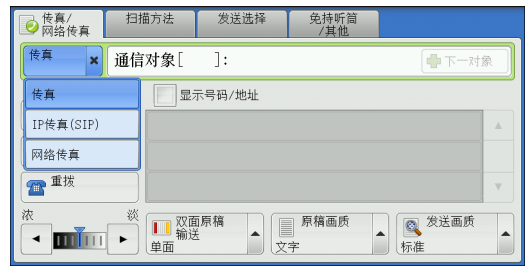 传真/
网络传真
扫描方法
发送选择
免持听筒
/其他
传真
通信对象[ ]:
下一对象
传真
显示号码/地址
IP传真(SIP)
网络传真
重拨
浓 淡
双面原稿
输送
单面
原稿画质
文字
发送画质
标准